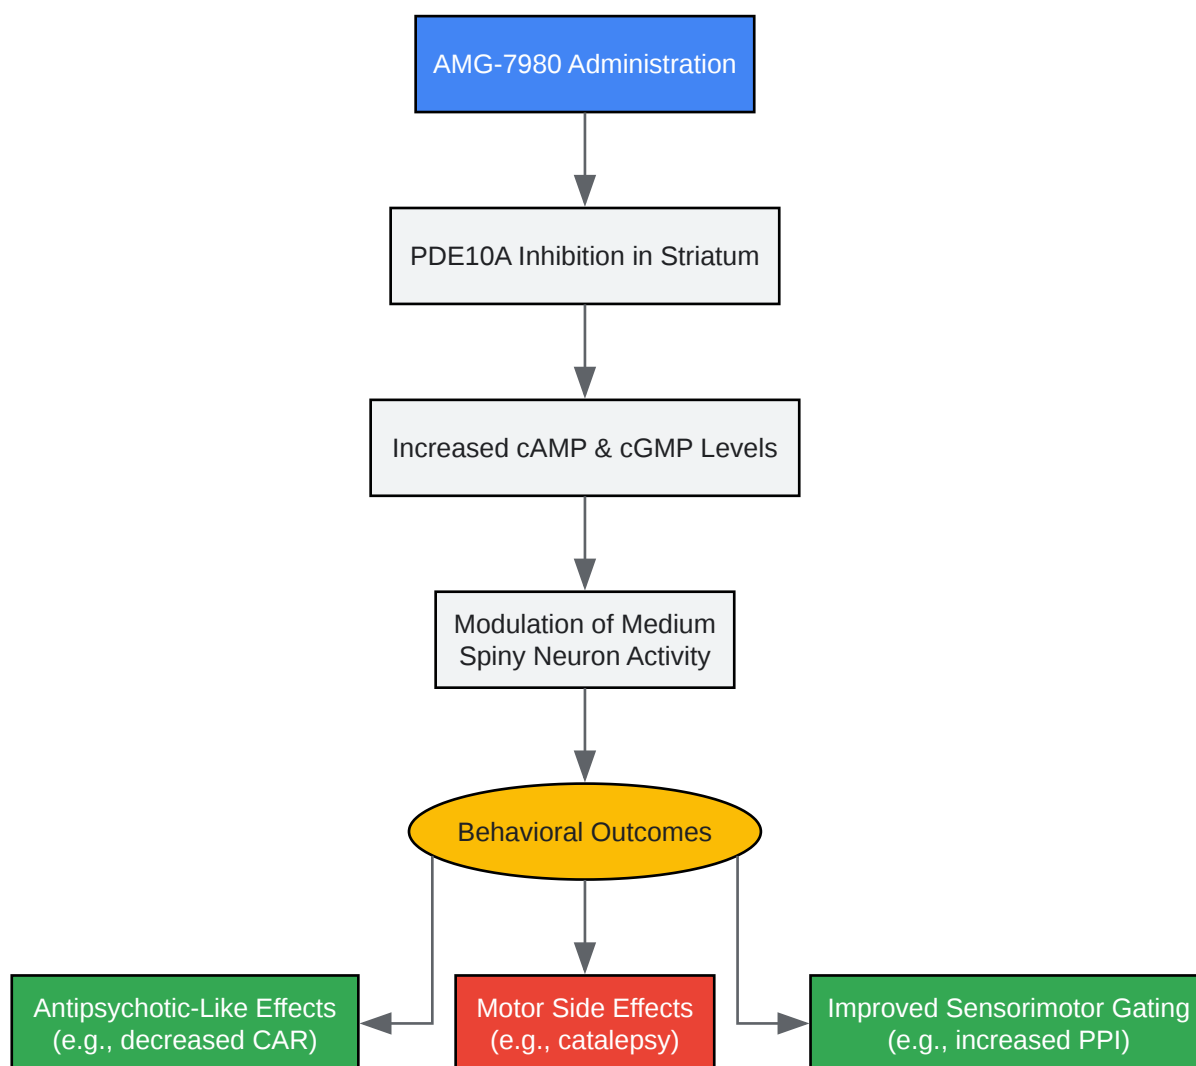 AMG-7980 Administration
PDE10A Inhibition in Striatum
Increased cAMP & cGMP Levels
Modulation of Medium
Spiny Neuron Activity
Behavioral Outcomes
Antipsychotic-Like Effects
(e.g., decreased CAR)
Motor Side Effects
(e.g., catalepsy)
Improved Sensorimotor Gating
(e.g., increased PPI)